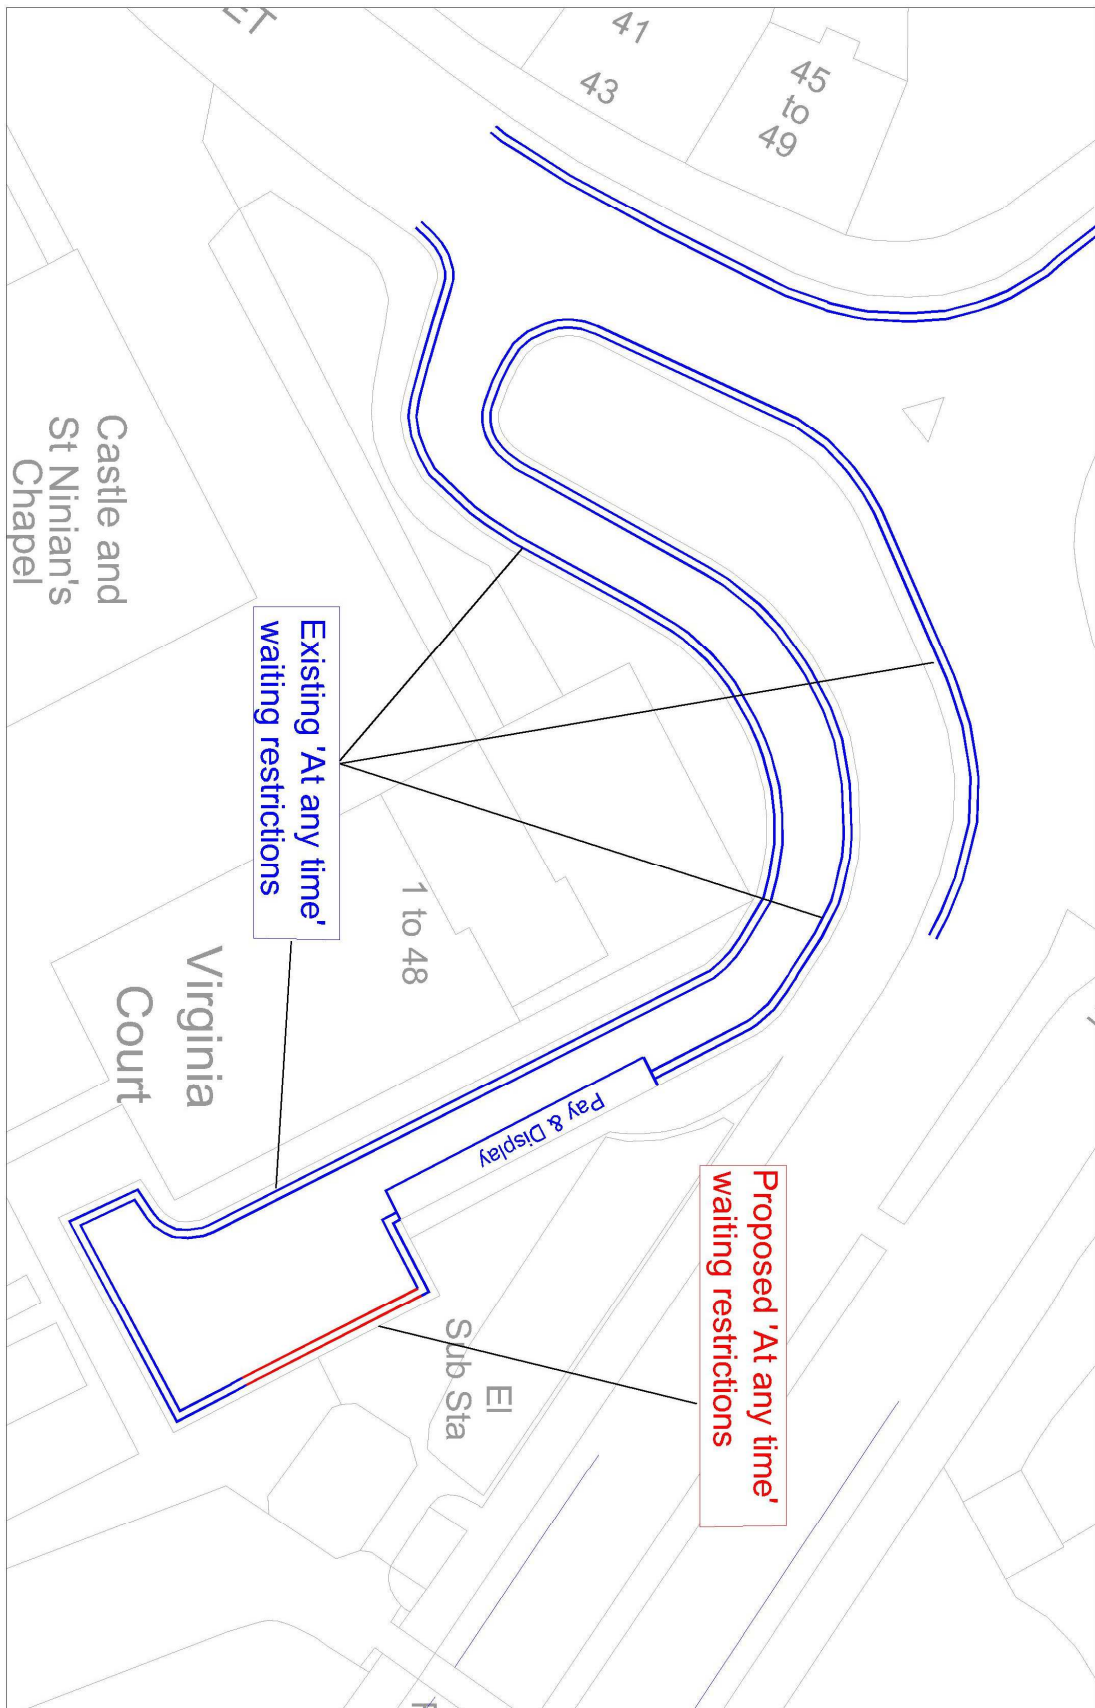 ET
41
43
45
to
49
Castle and
St Ninian's
Chapel
Existing 'At any time'
waiting restrictions
1 to 48
Virginia
Court
Pay & Display
Proposed 'At any time'
waiting restrictions
El
Sub Sta